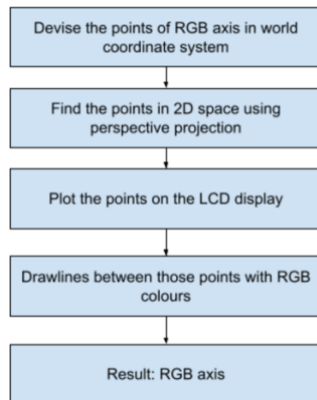 Devise the points of RGB axis in world
coordinate system
Find the points in 2D space using
perspective projection
Plot the points on the LCD display
Drawlines between those points with RGB
colours
Result: RGB axis